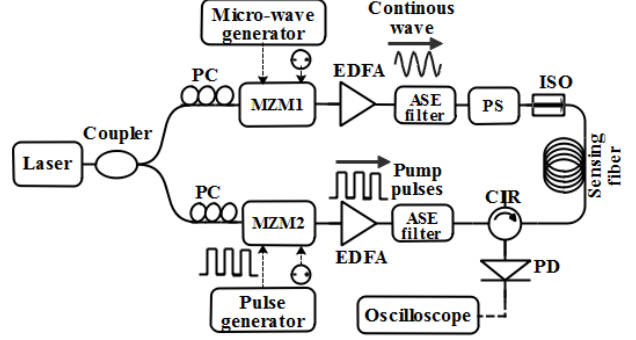 Micro-wave
generator
Continous
wave
PC
EDFA
ISO
MZM1
ASE
filter
PS
Coupler
Laser
Sensing
fiber
PC
Pump
pulses
CIR
MZM2
ASE
filter
EDFA
PD
Pulse
generator
Oscilloscope